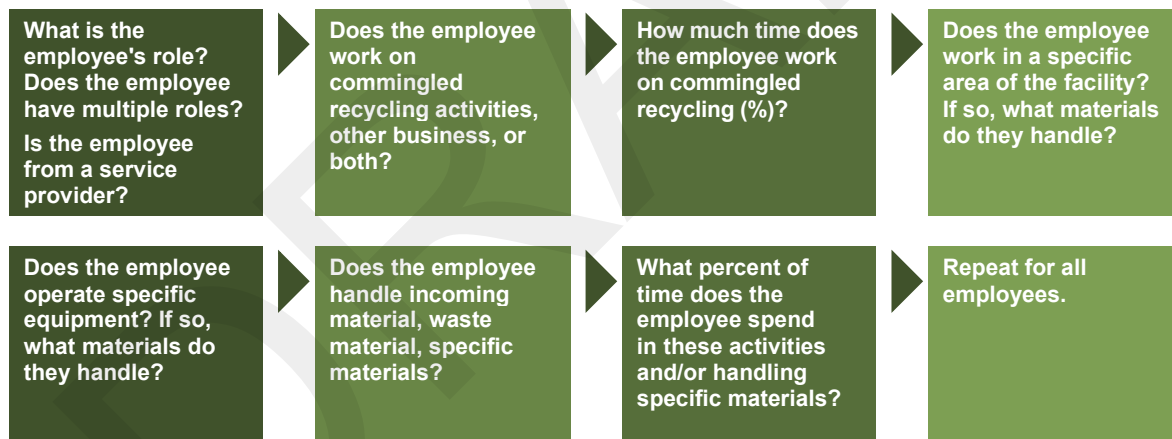 What is the
employee's role?
Does the employee
have multiple roles?
Is the employee
from a service
provider?
Does the employee
work on
commingled
recycling activities,
other business, or
both?
How much time does
the employee work
on commingled
recycling (%)?
Does the employee
work in a specific
area of the facility?
If so, what materials
do they handle?
Does the employee
operate specific
equipment? If so,
what materials do
they handle?
Does the employee
handle incoming
material, waste
material, specific
materials?
What percent of
time does the
employee spend
in these activities
and/or handling
specific materials?
Repeat for all
employees.